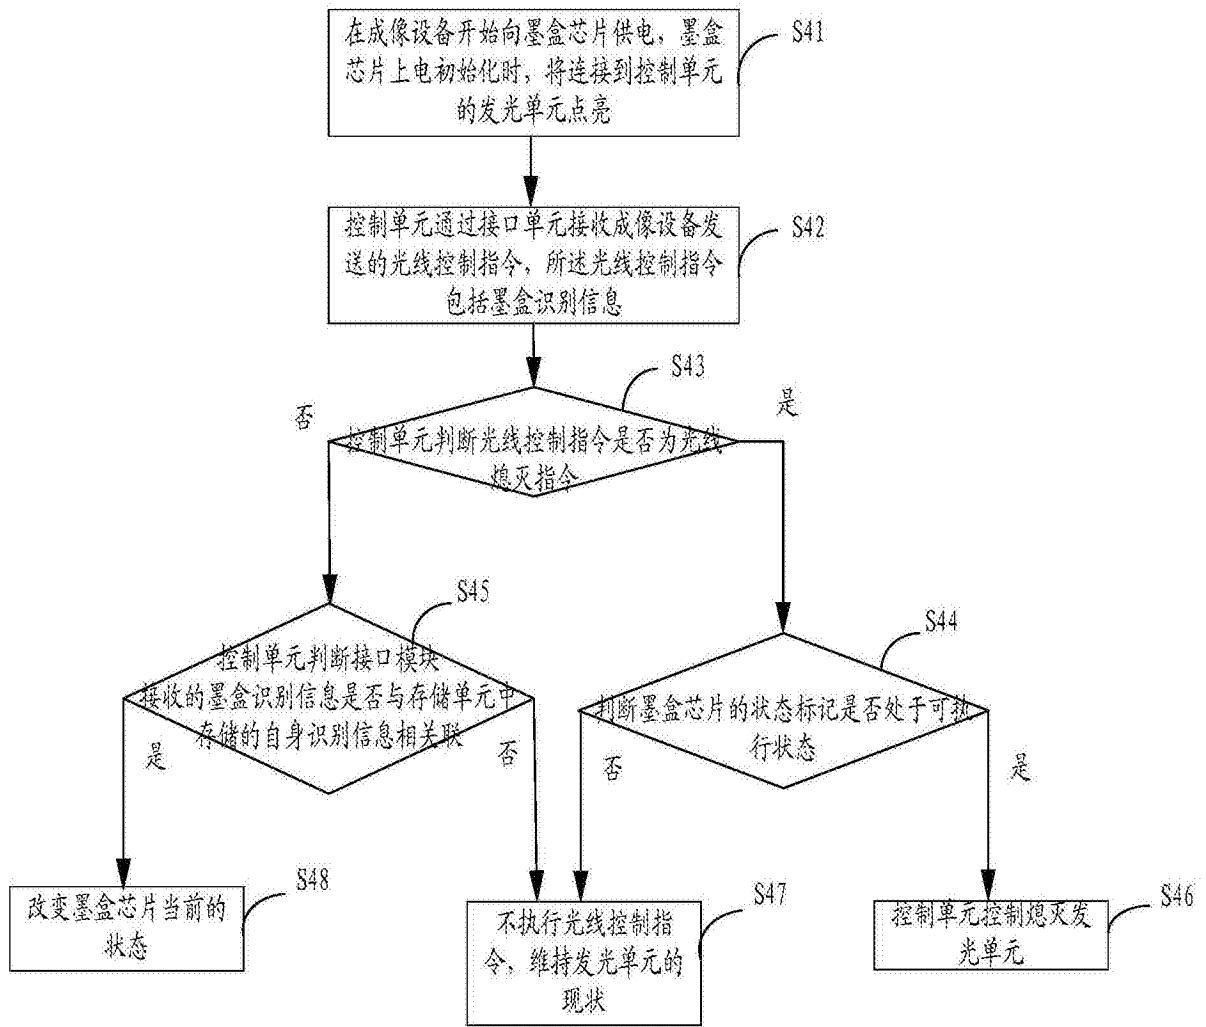 在成像设备开始向墨盒芯片供电，墨盒
芯片上电初始化时，将连接到控制单元
的发光单元点亮
S41
控制单元通过接口单元接收成像设备发
送的光线控制指令，所述光线控制指令
包括墨盒识别信息
S42
S43
否
是
控制单元判断光线控制指令是否为光线
熄灭指令
S45
控制单元判断接口模块
接收的墨盒识别信息是否与存储单元中
存储的自身识别信息相关联
是
否
S44
判断墨盒芯片的状态标记是否处于可执
行状态
否
是
S48
改变墨盒芯片当前的
状态
S47
不执行光线控制指
令，维持发光单元的
现状
S46
控制单元控制熄灭发
光单元